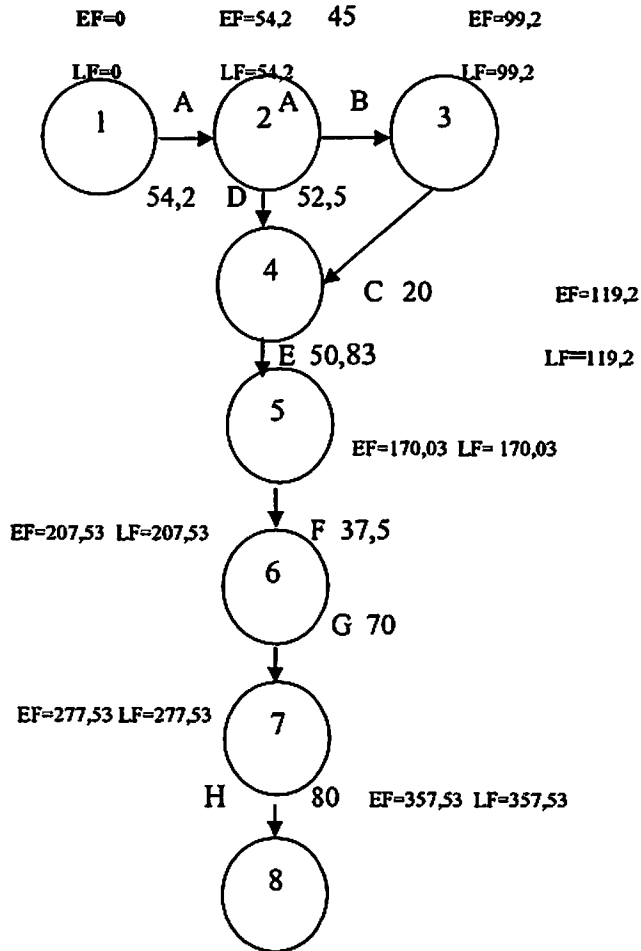 EF=0 EF=54,2 45 EF=99,2
LF=0 LF=54,2 LF=99,2
A A B
1 2 3
54,2 D 52,5
4
C 20 EF=119,2
E 50,83 LF=119,2
5
EF=170,03 LF= 170,03
EF=207,53 LF=207,53 F 37,5
6
G 70
EF=277,53 LF=277,53 7
H 80 EF=357,53 LF=357,53
8